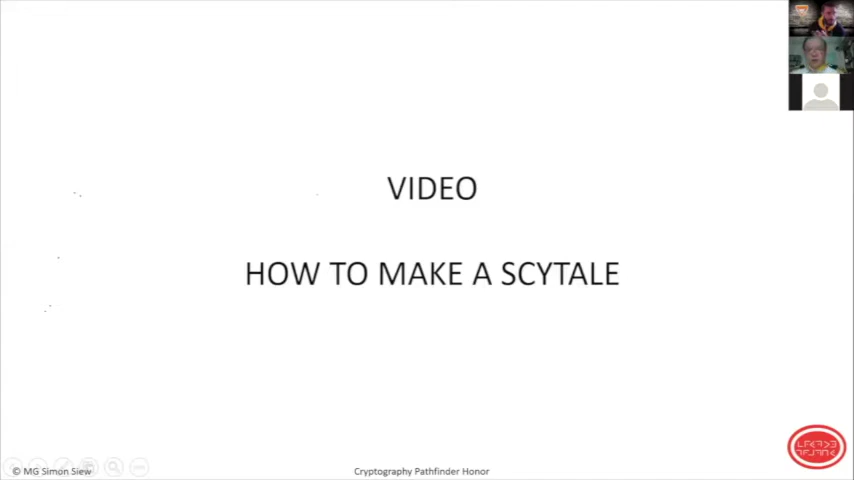 VIDEO
HOW TO MAKE A SCYTALE
© MG Simon Siew
Cryptography Pathfinder Honor